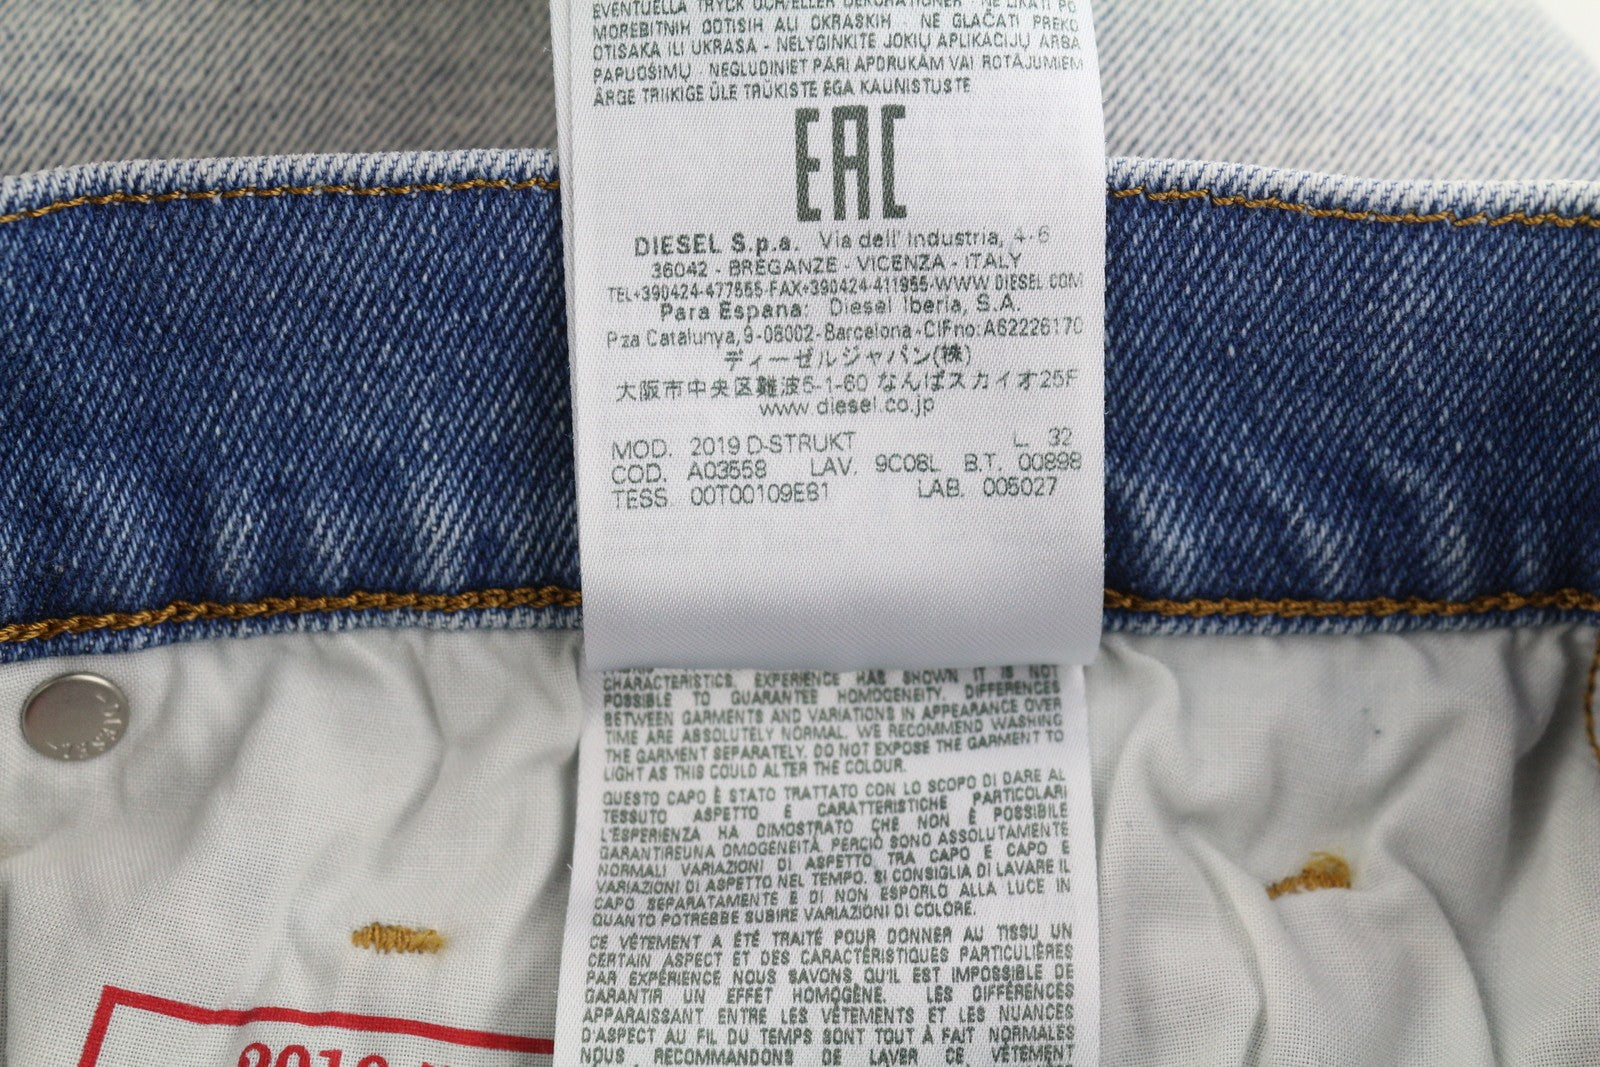 EVENTUELLA TRYCK OCH/ELLER DEKORATIONER - NE LIKATI PO
MOREBITNIH ODTISIH ALI OKRASKIH - NE GLAČATI PREKO
OTISAKA ILI UKRASA - NELYGINKITE JOKIŲ APLIKACIJŲ ARBA
PAPUOŠIMŲ - NEGLUDINIET PĀRI APDRUKĀM VAI ROTĀJUMIEM
ÄRGE TRIIKIGE ÜLE TRÜKISTE EGA KAUNISTUSTE
EAC
DIESEL S.p.a. Via dell' Industria, 4-6
36042 - BREGANZE - VICENZA - ITALY
TEL+390424-477555-FAX+390424-411955-WWW DIESEL COM
Para Espana: Diesel Iberia, S.A.
P.za Catalunya, 9-08002-Barcelona-CIFno:A6222617C
ディーゼルジャパン(株)
大阪市中央区難波5-1-60 なんばスカイオ25F
www.diesel.co.jp
MOD. 2019 D-STRUKT L. 32
COD. A03558 LAV. 9C08L B.T. 00898
TESS. 00T00109EB1 LAB. 005027
CHARACTERISTICS. EXPERIENCE HAS SHOWN IT IS NOT
POSSIBLE TO GUARANTEE HOMOGENEITY. DIFFERENCES
BETWEEN GARMENTS AND VARIATIONS IN APPEARANCE OVER
TIME ARE ABSOLUTELY NORMAL. WE RECOMMEND WASHING
THE GARMENT SEPARATELY. DO NOT EXPOSE THE GARMENT TO
LIGHT AS THIS COULD ALTER THE COLOUR.
QUESTO CAPO È STATO TRATTATO CON LO SCOPO DI DARE AL
TESSUTO ASPETTO E CARATTERISTICHE PARTICOLARI
L'ESPERIENZA HA DIMOSTRATO CHE NON È POSSIBILE
GARANTIREUNA OMOGENEITÀ, PERCIÒ SONO ASSOLUTAMENTE
NORMALI VARIAZIONI DI ASPETTO TRA CAPO E CAPO E
VARIAZIONI DI ASPETTO NEL TEMPO. SI CONSIGLIA DI LAVARE IL
CAPO SEPARATAMENTE E DI NON ESPORLO ALLA LUCE IN
QUANTO POTREBBE SUBIRE VARIAZIONI DI COLORE.
CE VÊTEMENT A ÉTÉ TRAITÉ POUR DONNER AU TISSU UN
CERTAIN ASPECT ET DES CARACTÉRISTIQUES PARTICULIÈRES
PAR EXPÉRIENCE NOUS SAVONS QU'IL EST IMPOSSIBLE DE
GARANTIR UN EFFET HOMOGÈNE. LES DIFFÉRENCES
APPARAISSANT ENTRE LES VÊTEMENTS ET LES NUANCES
D'ASPECT AU FIL DU TEMPS SONT TOUT À FAIT NORMALES
NOUS RECOMMANDONS DE LAVER CE VÊTEMENT
2019